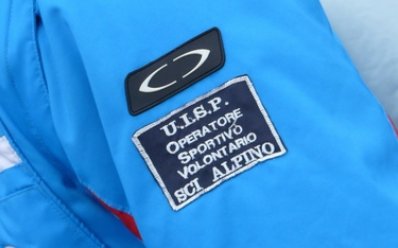 U.I.S.P.
OPERATORE
SPORTIVO
VOLONTARIO
SCI ALPINO